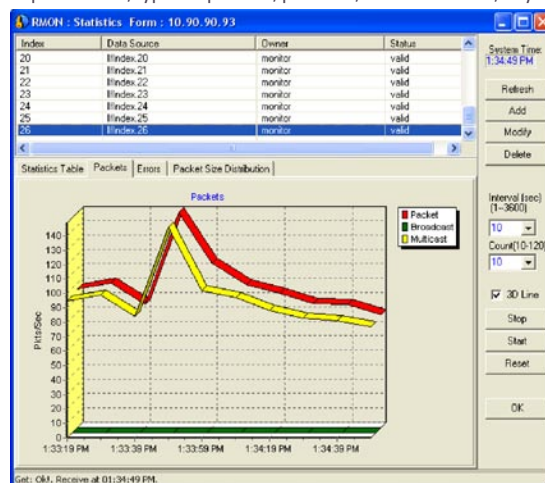 RMON : Statistics Form : 10.90.90.93
Index Data Source Owner Status
20 IfIndex.20 monitor valid
21 IfIndex.21 monitor valid
22 IfIndex.22 monitor valid
23 IfIndex.23 monitor valid
24 IfIndex.24 monitor valid
25 IfIndex.25 monitor valid
26 IfIndex.26 monitor valid
System Time:
1:34:49 PM
Refresh
Add
Modify
Delete
Statistics Table Packets Errors Packet Size Distribution
Interval (sec)
(1--3600)
10
Count(10-120)
10
3D Line
Stop
Start
Reset
OK
Packets
Packet
Broadcast
Multicast
Pkts/Sec
140
130
120
110
100
90
80
70
60
50
40
30
20
10
0
1:33:19 PM 1:33:39 PM 1:33:59 PM 1:34:19 PM 1:34:39 PM
Get: Ok!, Receive at 01:34:49 PM.